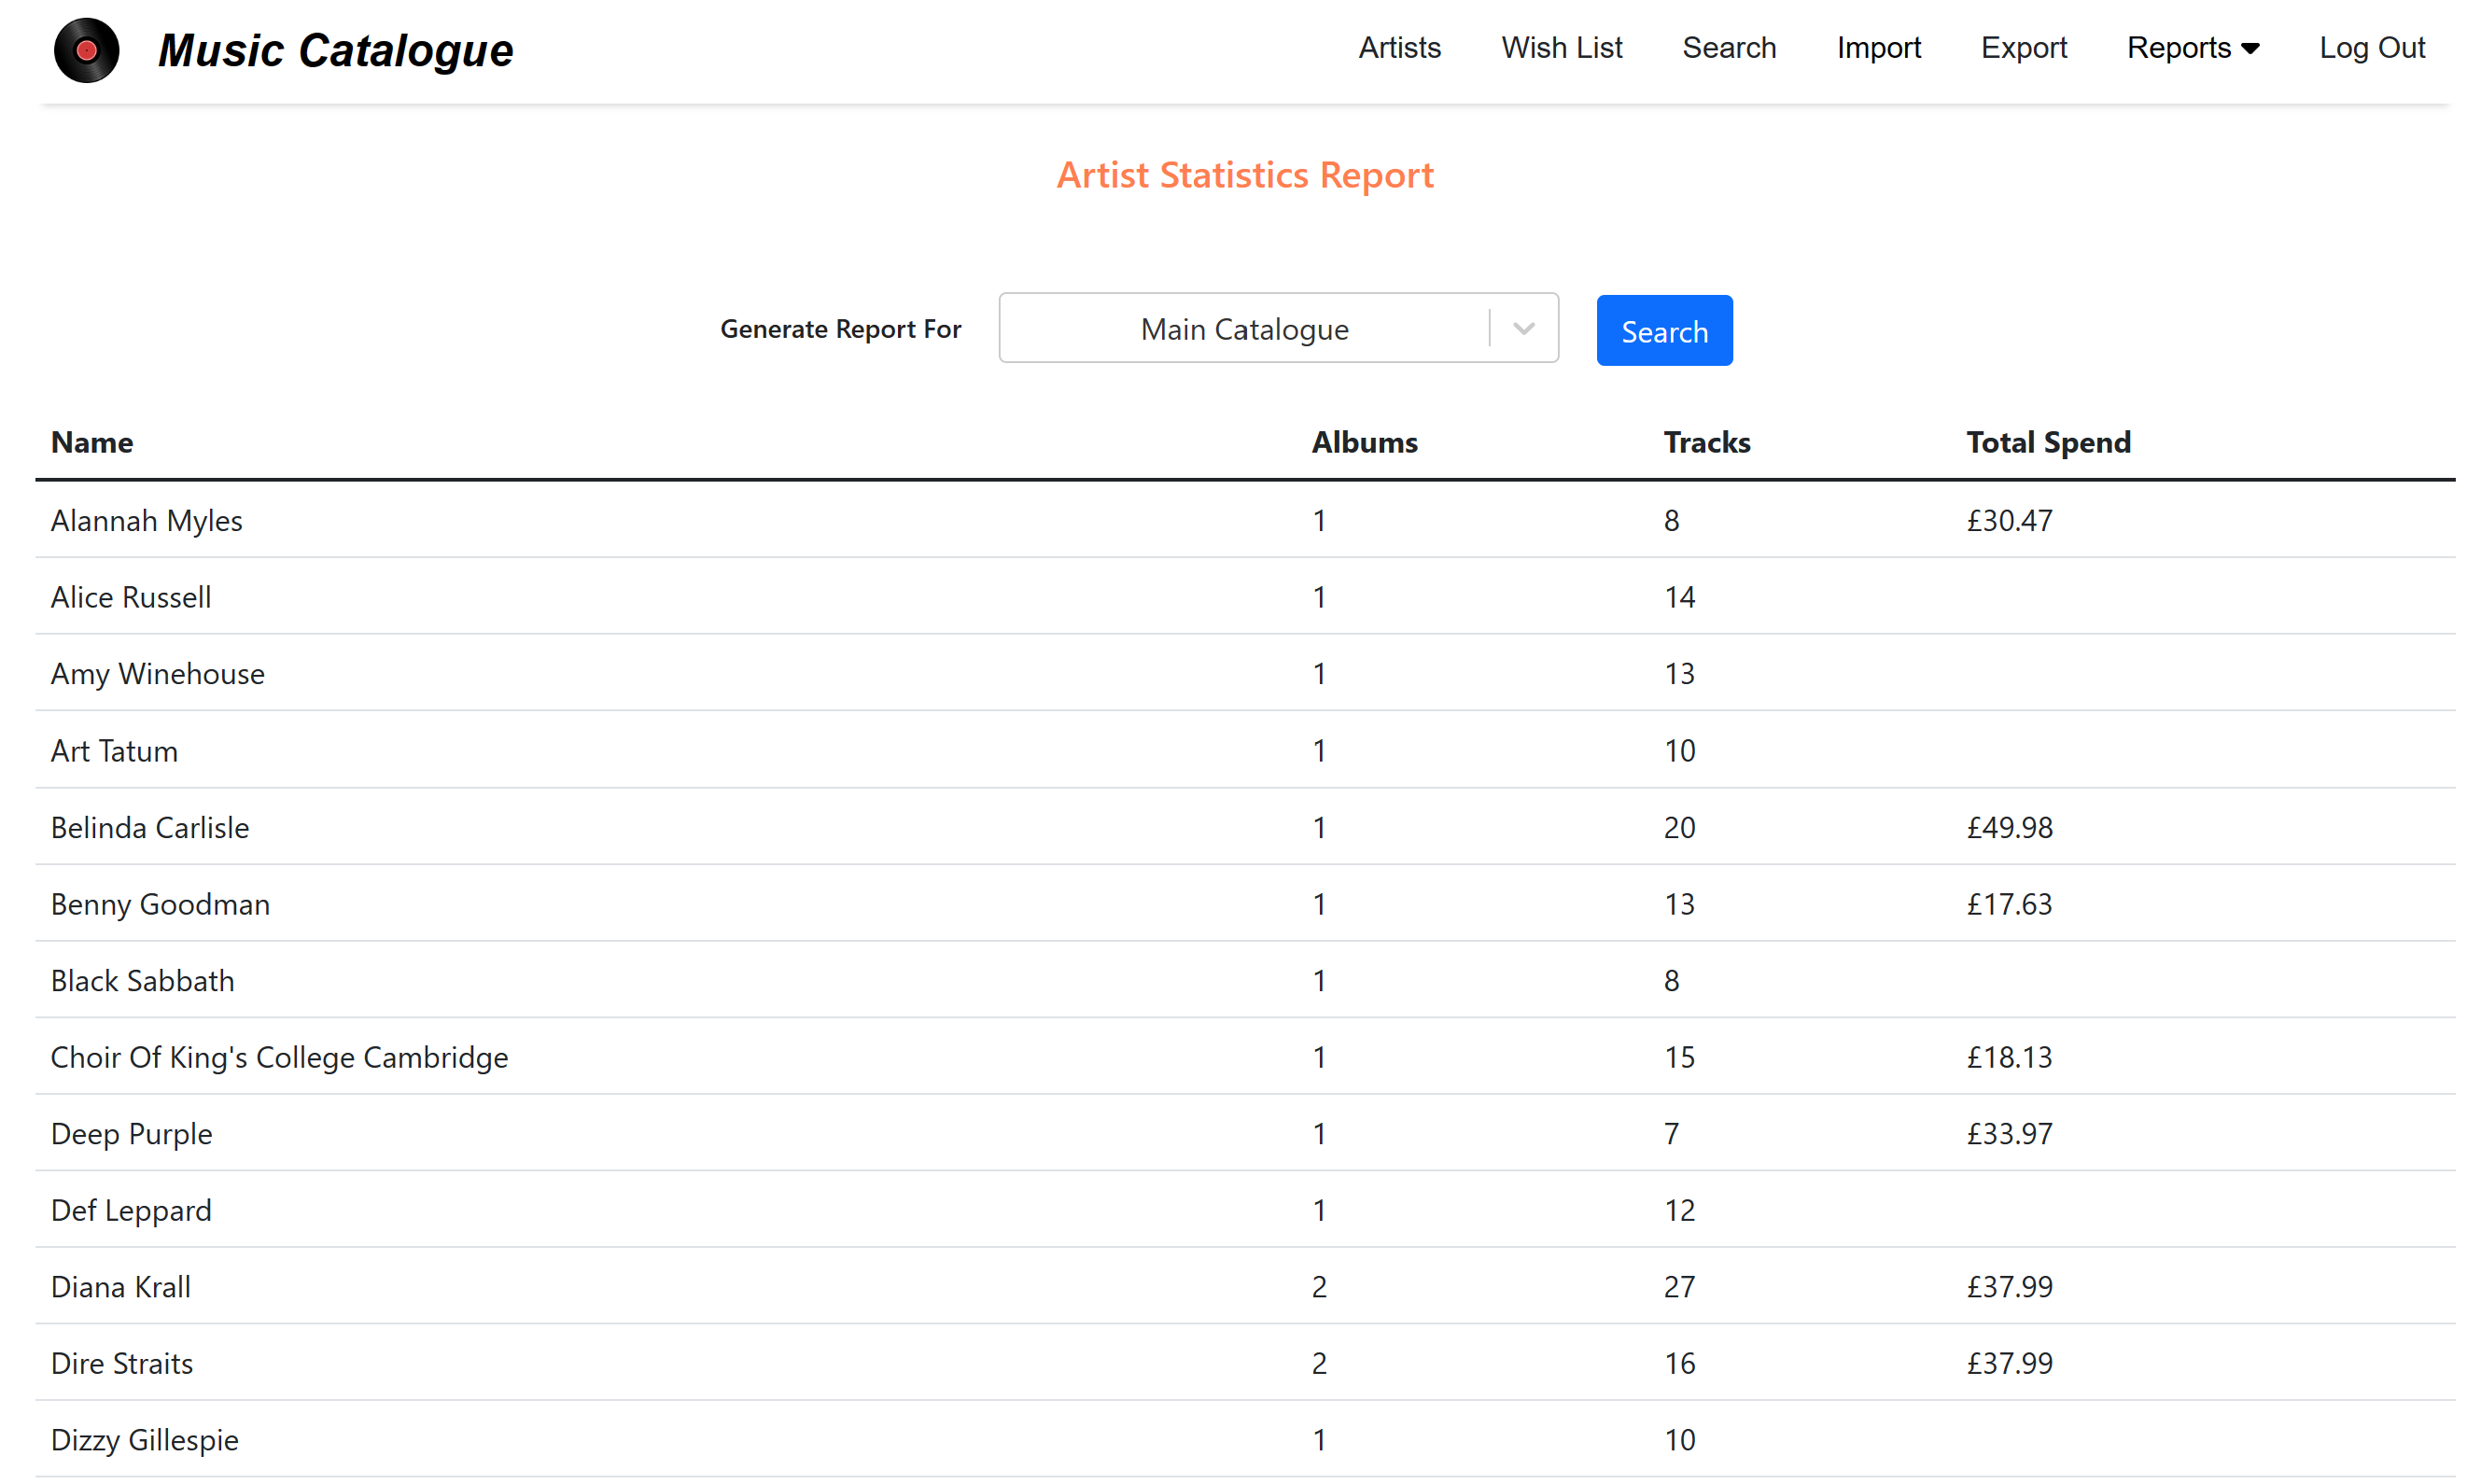 Music Catalogue Artists Wish List Search Import Export Reports Log Out
Artist Statistics Report
Generate Report For Main Catalogue Search
Name Albums Tracks Total Spend
Alannah Myles 1 8 £30.47
Alice Russell 1 14
Amy Winehouse 1 13
Art Tatum 1 10
Belinda Carlisle 1 20 £49.98
Benny Goodman 1 13 £17.63
Black Sabbath 1 8
Choir Of King's College Cambridge 1 15 £18.13
Deep Purple 1 7 £33.97
Def Leppard 1 12
Diana Krall 2 27 £37.99
Dire Straits 2 16 £37.99
Dizzy Gillespie 1 10